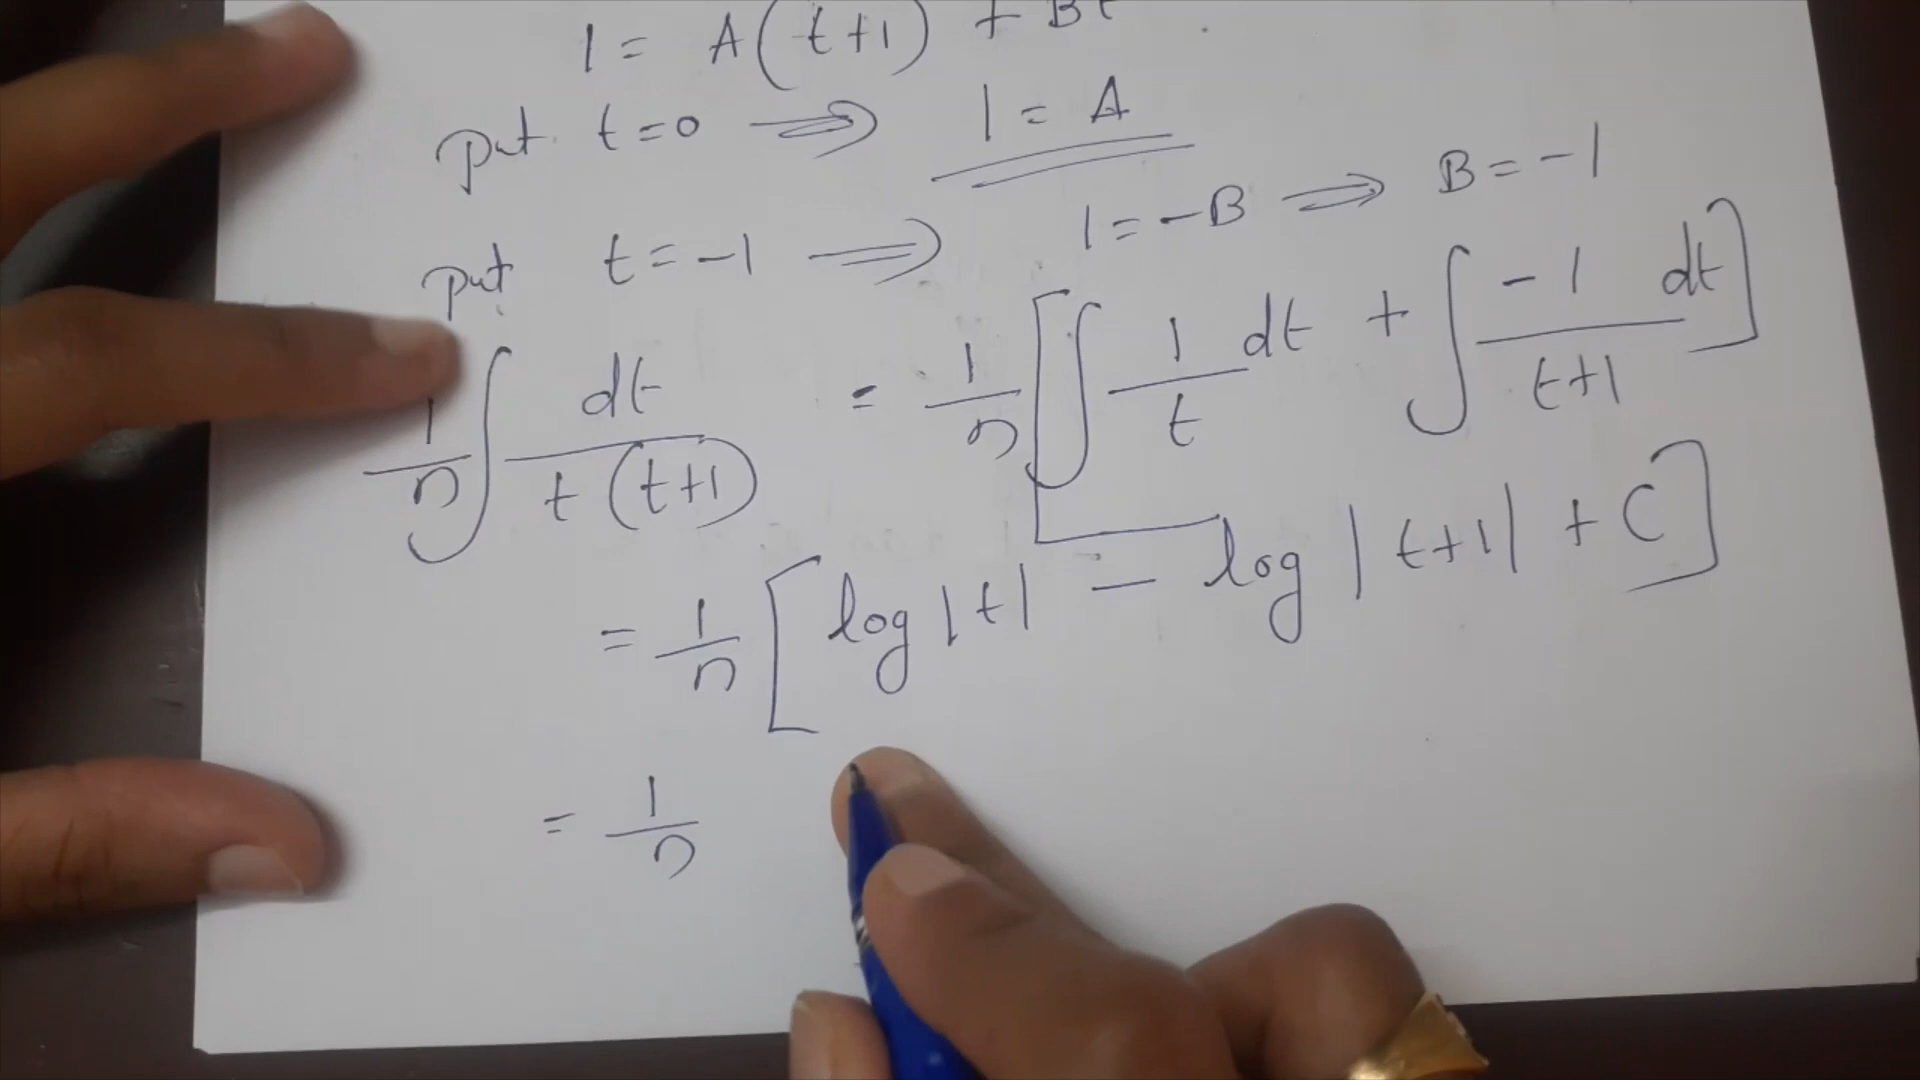 1 = A(t+1) + Bt
put t=0 ⟹ 1 = A
put t=-1 ⟹ 1=-B ⟹ B=-1
1/n ∫ dt/t(t+1) = 1/n [∫ 1/t dt + ∫ -1/t+1 dt]
= 1/n [log|t| - log|t+1| + C]
= 1/n